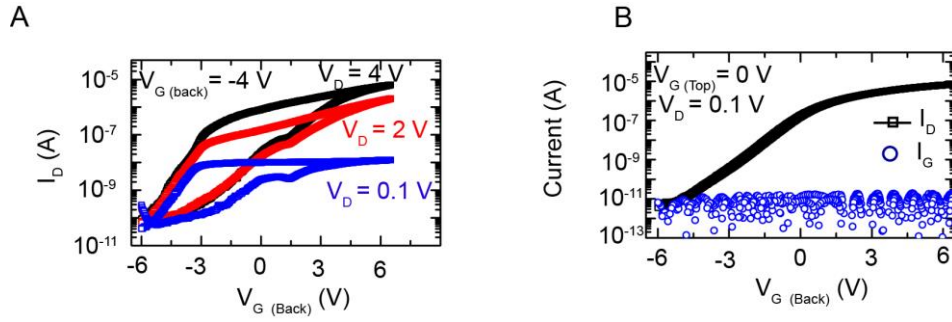 A
B
V_G (back) = -4 V
V_D = 4 V
V_D = 2 V
V_D = 0.1 V
10^-5
10^-7
10^-9
10^-11
I_D (A)
-6 -3 0 3 6
V_G (Back) (V)
V_G (Top) = 0 V
V_D = 0.1 V
I_D
I_G
10^-5
10^-7
10^-9
10^-11
10^-13
Current (A)
-6 -3 0 3 6
V_G (Back) (V)